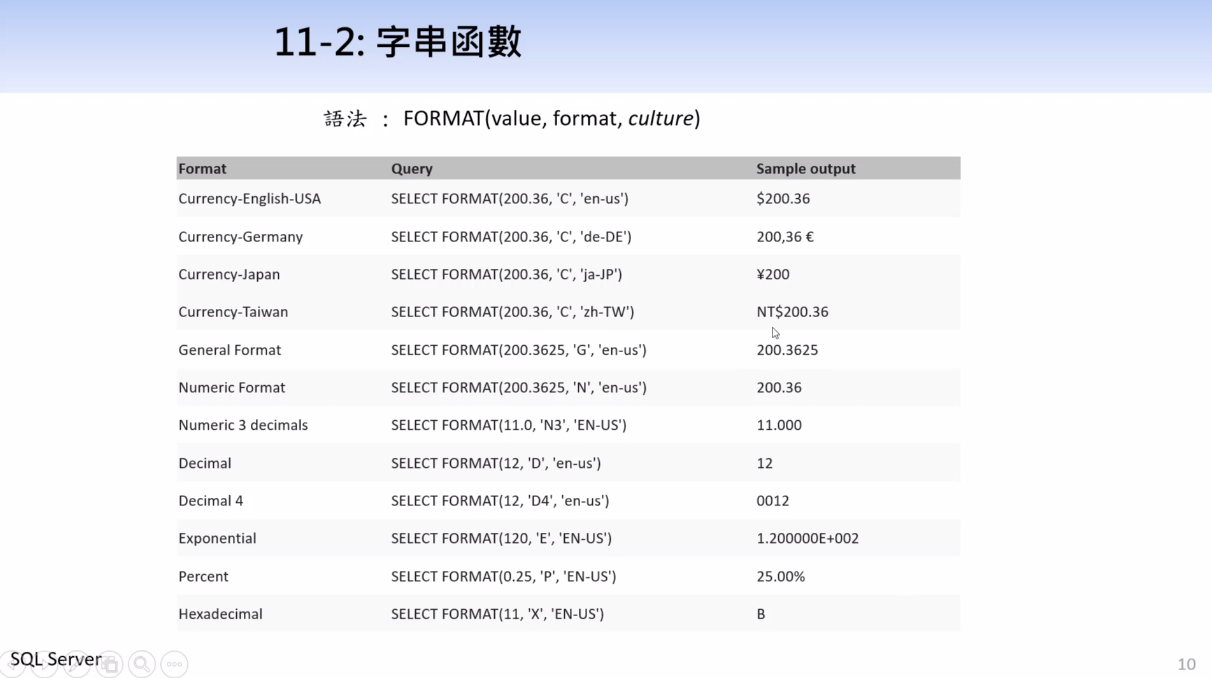 11-2: 字串函數
語法 ： FORMAT(value, format, culture)
Format Query Sample output
Currency-English-USA SELECT FORMAT(200.36, 'C', 'en-us') $200.36
Currency-Germany SELECT FORMAT(200.36, 'C', 'de-DE') 200,36 €
Currency-Japan SELECT FORMAT(200.36, 'C', 'ja-JP') ¥200
Currency-Taiwan SELECT FORMAT(200.36, 'C', 'zh-TW') NT$200.36
General Format SELECT FORMAT(200.3625, 'G', 'en-us') 200.3625
Numeric Format SELECT FORMAT(200.3625, 'N', 'en-us') 200.36
Numeric 3 decimals SELECT FORMAT(11.0, 'N3', 'EN-US') 11.000
Decimal SELECT FORMAT(12, 'D', 'en-us') 12
Decimal 4 SELECT FORMAT(12, 'D4', 'en-us') 0012
Exponential SELECT FORMAT(120, 'E', 'EN-US') 1.200000E+002
Percent SELECT FORMAT(0.25, 'P', 'EN-US') 25.00%
Hexadecimal SELECT FORMAT(11, 'X', 'EN-US') B
SQL Server
10